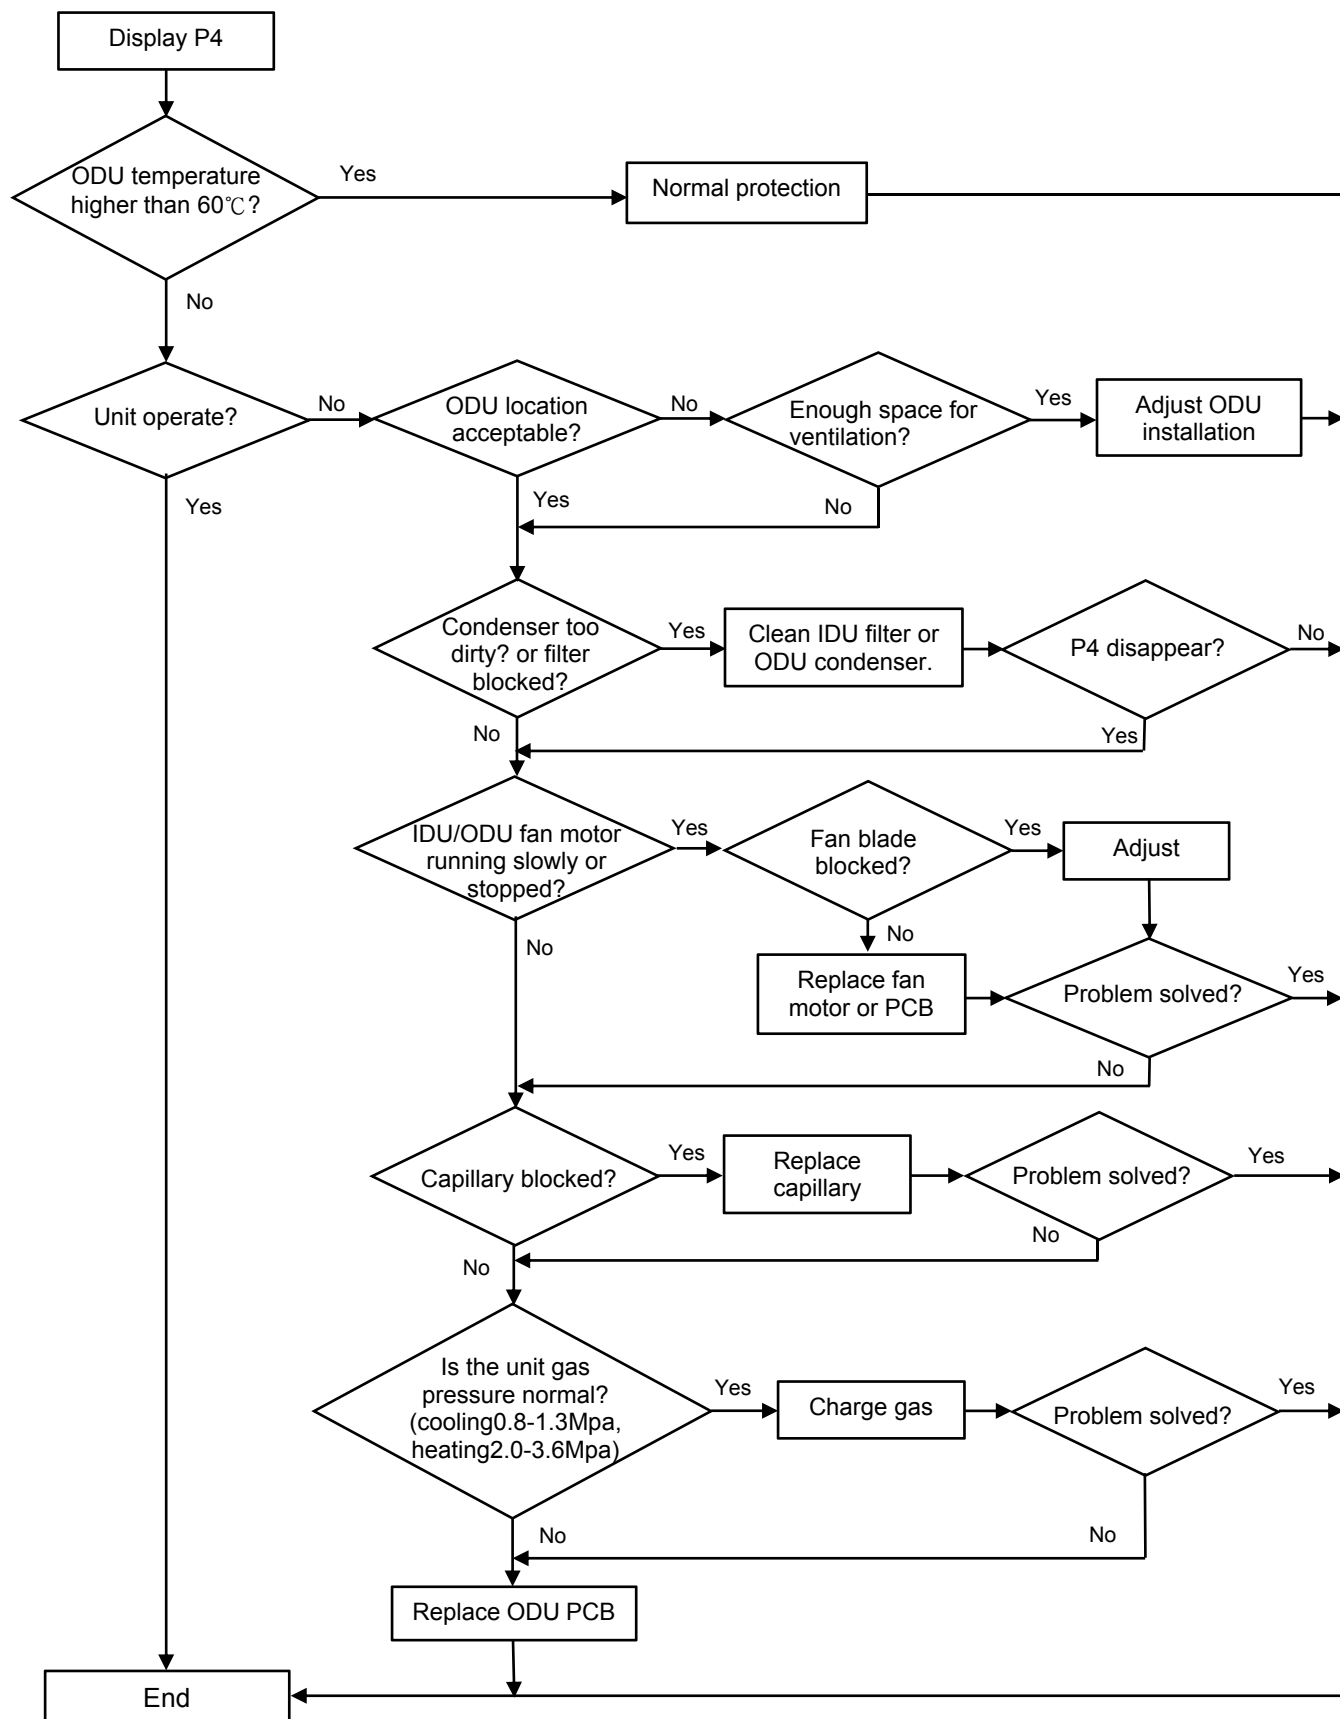 Display P4
ODU temperature
higher than 60℃?
Yes
Normal protection
No
Unit operate?
No
ODU location
acceptable?
No
Enough space for
ventilation?
Yes
Adjust ODU
installation
Yes
Yes
No
Condenser too
dirty? or filter
blocked?
Yes
Clean IDU filter or
ODU condenser.
P4 disappear?
No
No
Yes
IDU/ODU fan motor
running slowly or
stopped?
Yes
Fan blade
blocked?
Yes
Adjust
No
No
Replace fan
motor or PCB
Problem solved?
Yes
No
Capillary blocked?
Yes
Replace
capillary
Problem solved?
Yes
No
No
Is the unit gas
pressure normal?
(cooling0.8-1.3Mpa,
heating2.0-3.6Mpa)
Yes
Charge gas
Problem solved?
Yes
No
No
Replace ODU PCB
End